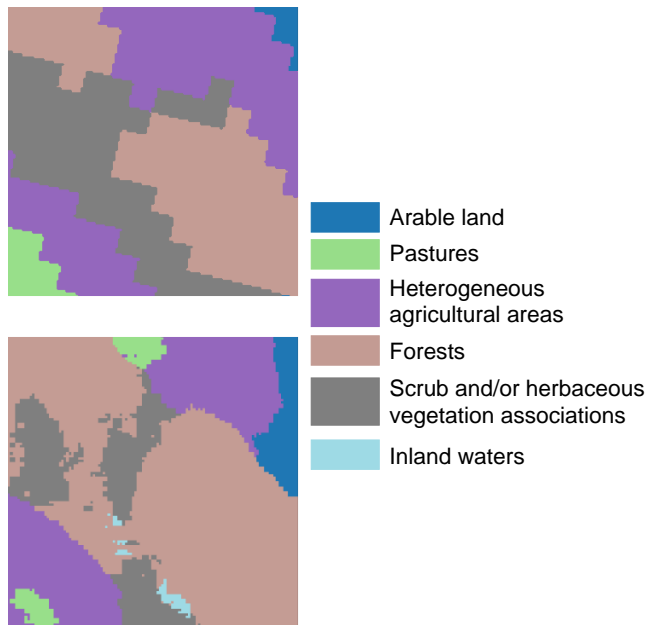 Arable land
Pastures
Heterogeneous
agricultural areas
Forests
Scrub and/or herbaceous
vegetation associations
Inland waters